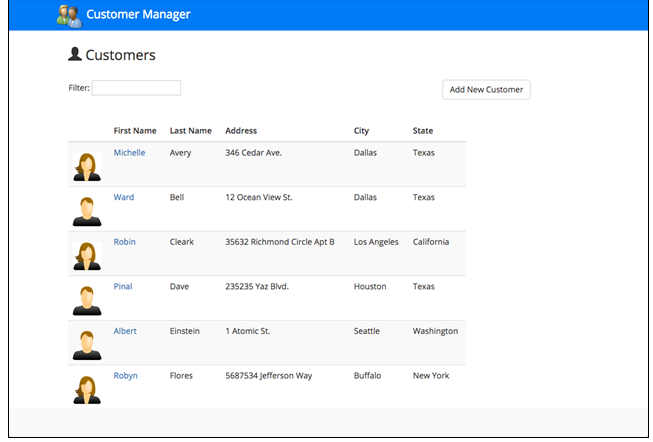 Customer Manager
Customers
Filter:
Add New Customer
First Name Last Name Address City State
Michelle Avery 346 Cedar Ave. Dallas Texas
Ward Bell 12 Ocean View St. Dallas Texas
Robin Cleark 35632 Richmond Circle Apt B Los Angeles California
Pinal Dave 235235 Yaz Blvd. Houston Texas
Albert Einstein 1 Atomic St. Seattle Washington
Robyn Flores 5687534 Jefferson Way Buffalo New York